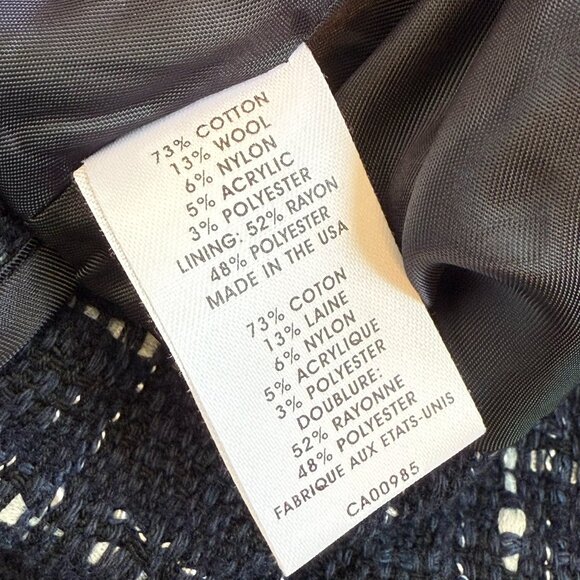 73% COTTON
13% WOOL
6% NYLON
5% ACRYLIC
3% POLYESTER
LINING: 52% RAYON
48% POLYESTER
MADE IN THE USA
73% COTON
13% LAINE
6% NYLON
5% ACRYLIQUE
3% POLYESTER
DOUBLURE:
52% RAYONNE
48% POLYESTER
FABRIQUE AUX ETATS-UNIS
CA00985